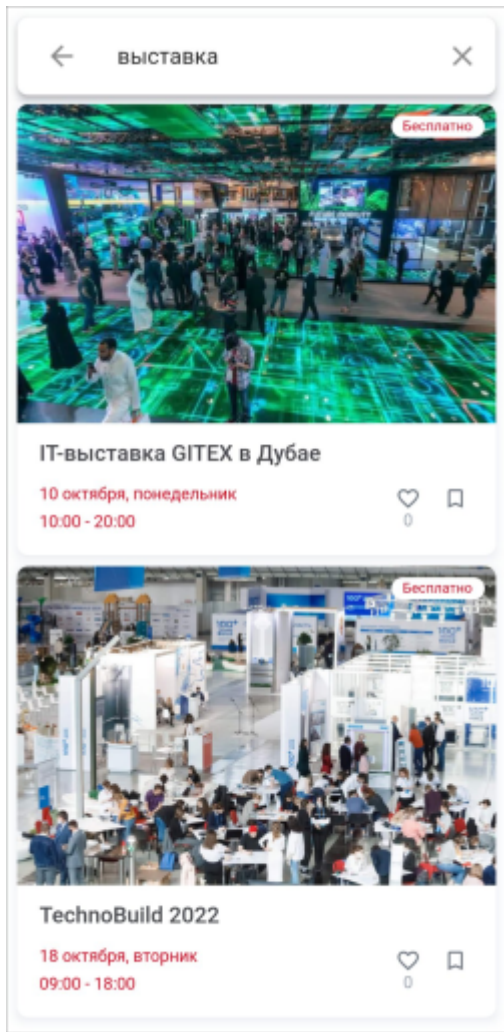 выставка
Бесплатно
IT-выставка GITEX в Дубае
10 октября, понедельник
10:00 - 20:00
0
Бесплатно
100+
TechnoBuild 2022
18 октября, вторник
09:00 - 18:00
0